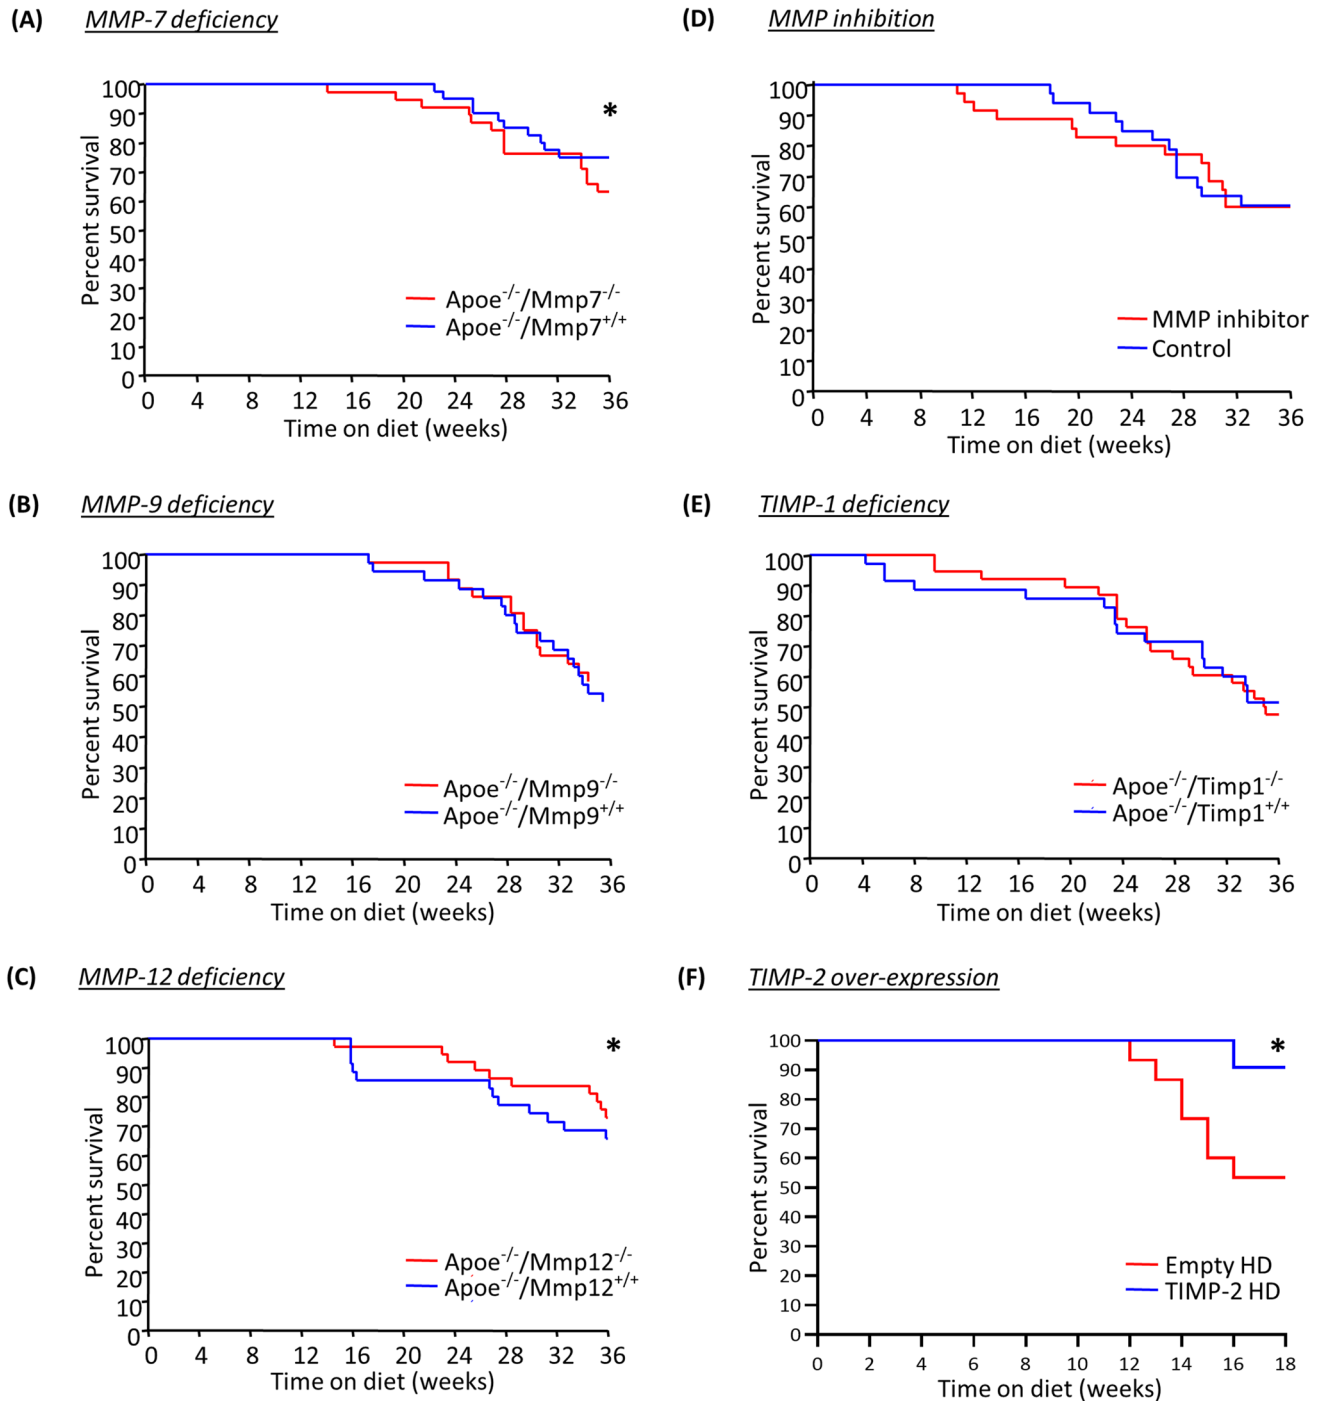 (A) MMP-7 deficiency
100
90
80
70
60
50
40
30
20
10
0
Percent survival
*
Apoe-/-/Mmp7-/-
Apoe-/-/Mmp7+/+
0 4 8 12 16 20 24 28 32 36
Time on diet (weeks)
(D) MMP inhibition
100
90
80
70
60
50
40
30
20
10
0
Percent survival
MMP inhibitor
Control
0 4 8 12 16 20 24 28 32 36
Time on diet (weeks)
(B) MMP-9 deficiency
100
90
80
70
60
50
40
30
20
10
0
Percent survival
Apoe-/-/Mmp9-/-
Apoe-/-/Mmp9+/+
0 4 8 12 16 20 24 28 32 36
Time on diet (weeks)
(E) TIMP-1 deficiency
100
90
80
70
60
50
40
30
20
10
0
Percent survival
Apoe-/-/Timp1-/-
Apoe-/-/Timp1+/+
0 4 8 12 16 20 24 28 32 36
Time on diet (weeks)
(C) MMP-12 deficiency
100
90
80
70
60
50
40
30
20
10
0
Percent survival
*
Apoe-/-/Mmp12-/-
Apoe-/-/Mmp12+/+
0 4 8 12 16 20 24 28 32 36
Time on diet (weeks)
(F) TIMP-2 over-expression
100
90
80
70
60
50
40
30
20
10
0
Percent survival
*
Empty HD
TIMP-2 HD
0 2 4 6 8 10 12 14 16 18
Time on diet (weeks)